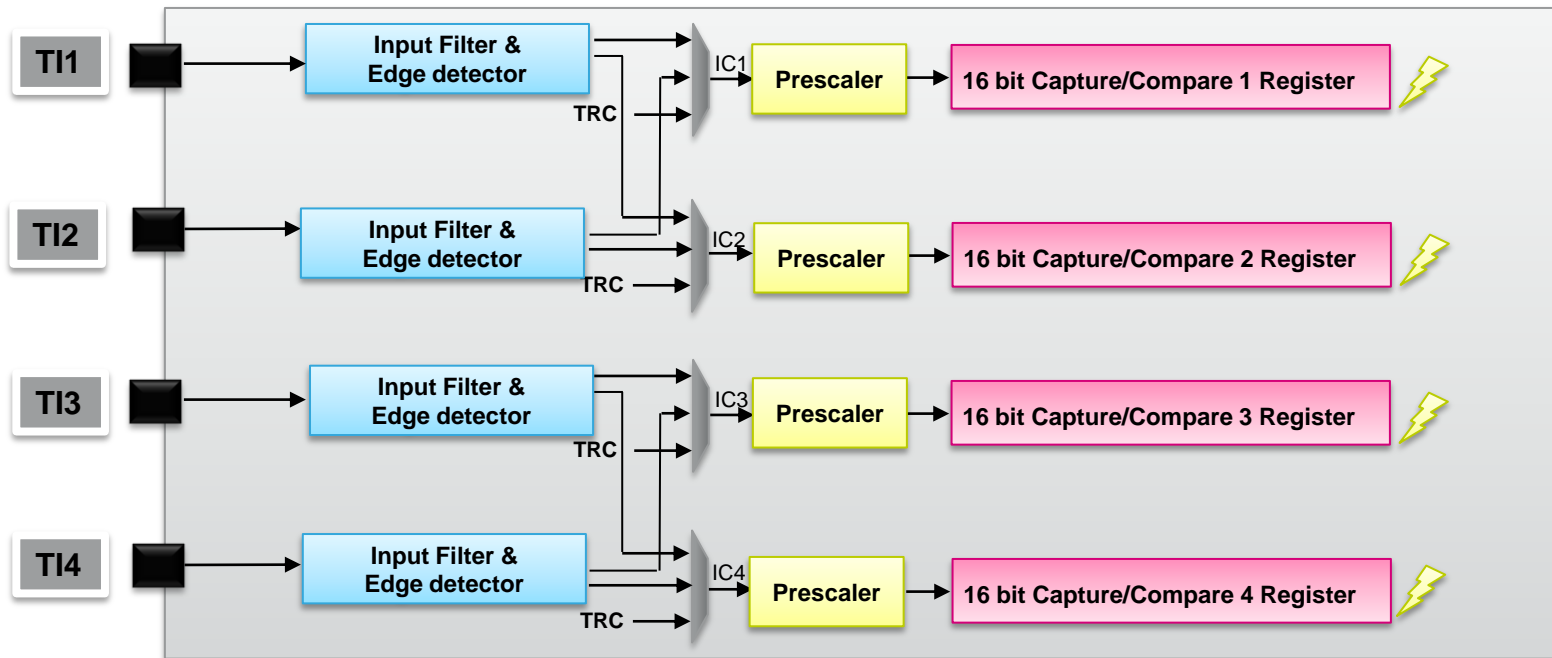 TI1
Input Filter &
Edge detector
TRC
IC1
Prescaler
16 bit Capture/Compare 1 Register
TI2
Input Filter &
Edge detector
TRC
IC2
Prescaler
16 bit Capture/Compare 2 Register
TI3
Input Filter &
Edge detector
TRC
IC3
Prescaler
16 bit Capture/Compare 3 Register
TI4
Input Filter &
Edge detector
TRC
IC4
Prescaler
16 bit Capture/Compare 4 Register